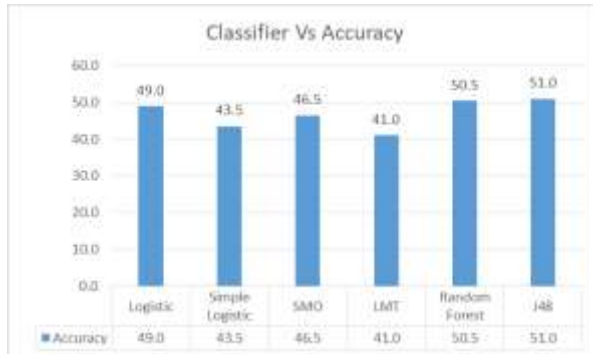 Classifier Vs Accuracy
60.0
50.0
40.0
30.0
20.0
10.0
0.0
49.0
43.5
46.5
41.0
50.5
51.0
Logistic
Simple
Logistic
SMO
LMT
Random
Forest
J48
Accuracy 49.0 43.5 46.5 41.0 50.5 51.0